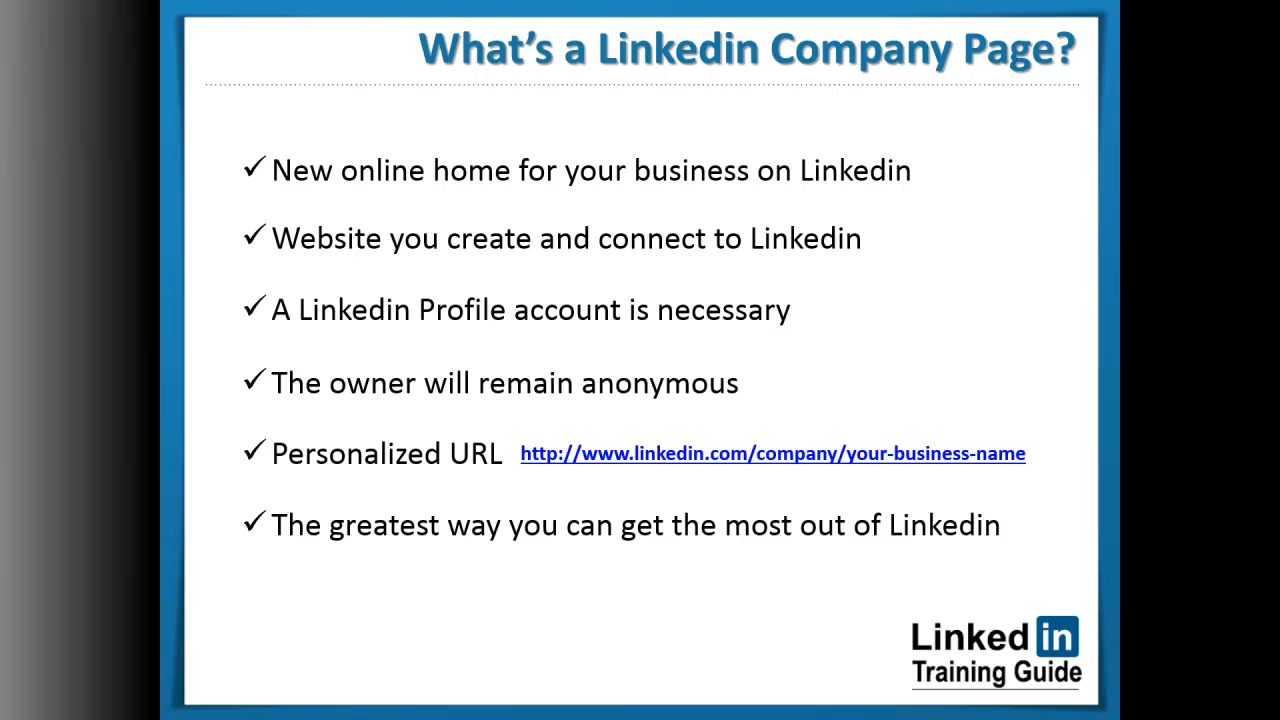 What's a Linkedin Company Page?
✓ New online home for your business on Linkedin
✓ Website you create and connect to Linkedin
✓ A Linkedin Profile account is necessary
✓ The owner will remain anonymous
✓ Personalized URL http://www.linkedin.com/company/your-business-name
✓ The greatest way you can get the most out of Linkedin
Linked in
Training Guide